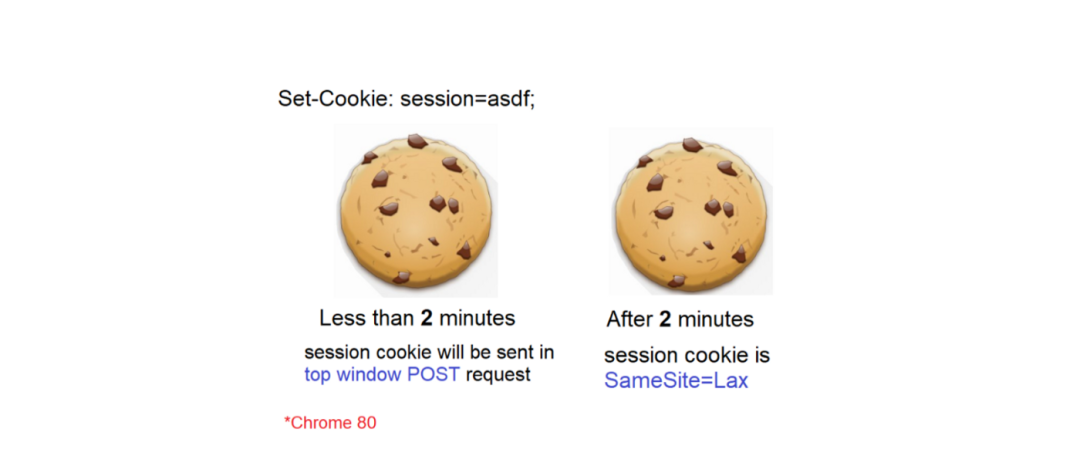 Set-Cookie: session=asdf;
Less than 2 minutes
session cookie will be sent in
top window POST request
After 2 minutes
session cookie is
SameSite=Lax
*Chrome 80